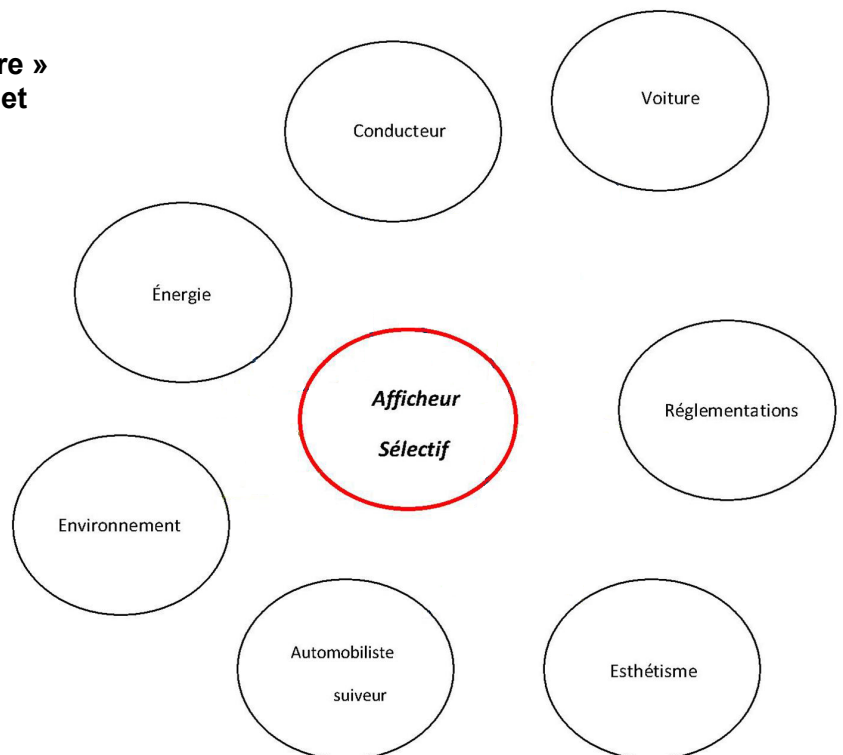 re »
et
Voiture
Conducteur
Énergie
Afficheur
Sélectif
Réglementations
Environnement
Automobiliste
suiveur
Esthétisme